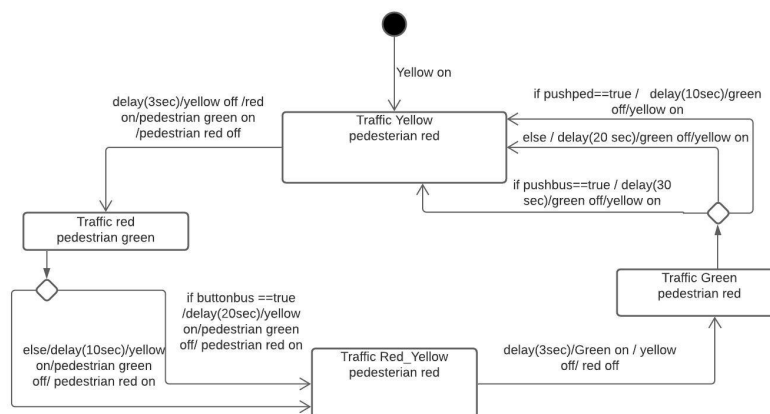 Yellow on
delay(3sec)/yellow off /red
on/pedestrian green on
/pedestrian red off
Traffic Yellow
pedesterian red
if pushped==true / delay(10sec)/green
off/yellow on
else / delay(20 sec)/green off/yellow on
if pushbus==true / delay(30
sec)/green off/yellow on
Traffic red
pedestrian green
Traffic Green
pedestrian red
if buttonbus ==true
/delay(20sec)/yellow
on/pedestrian green
off/ pedestrian red on
else/delay(10sec)/yellow
on/pedestrian green
off/ pedestrian red on
Traffic Red_Yellow
pedesterian red
delay(3sec)/Green on / yellow
off/ red off